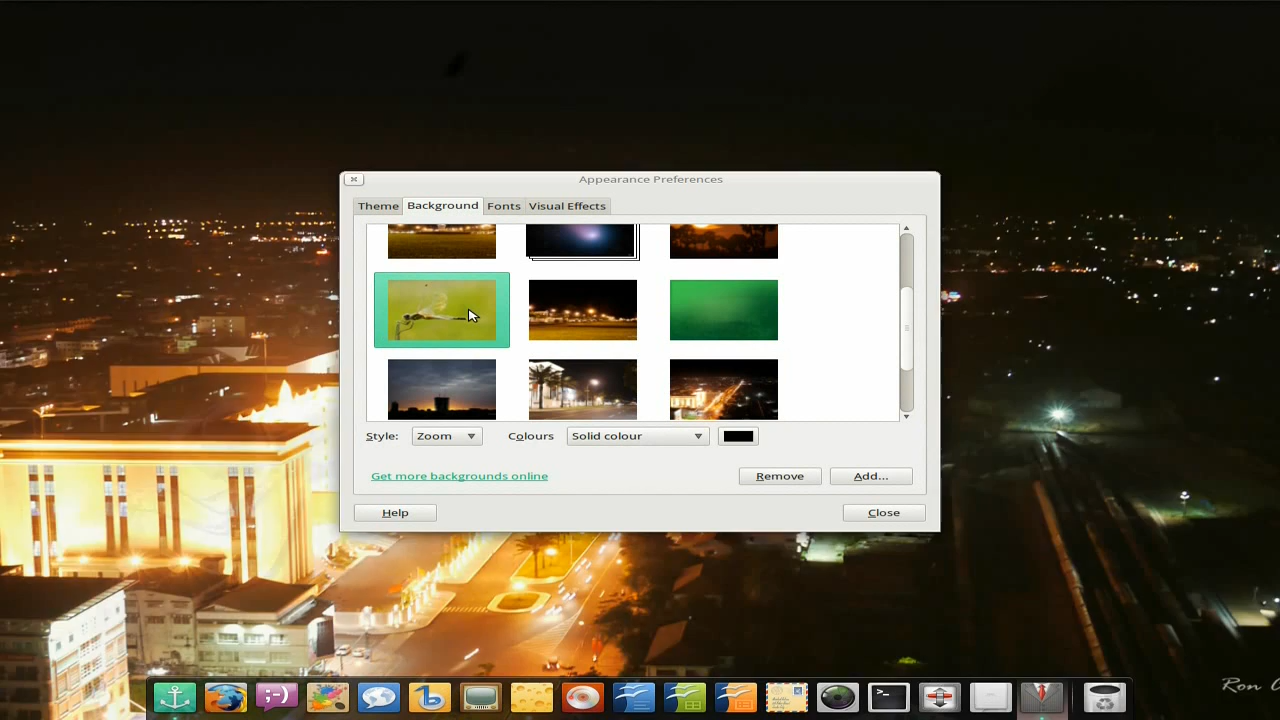 Appearance Preferences
Theme Background Fonts Visual Effects
Style: Zoom Colours Solid colour
Get more backgrounds online Remove Add...
Help Close
;-)
b
>_
Ron